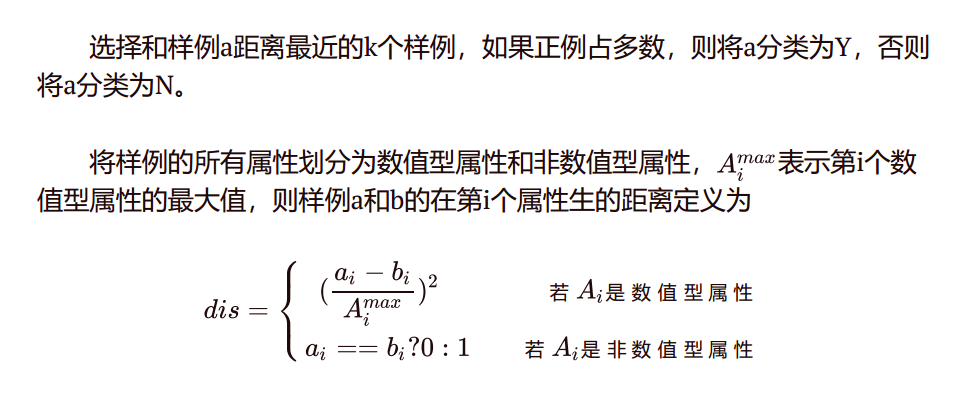 选择和样例a距离最近的k个样例，如果正例占多数，则将a分类为Y，否则
将a分类为N。
将样例的所有属性划分为数值型属性和非数值型属性，$A_i^{max}$表示第i个数
值型属性的最大值，则样例a和b的在第i个属性生的距离定义为
$dis = \begin{cases} (\frac{a_i - b_i}{A_i^{max}})^2 & 若 A_i 是数值型属性 \\ a_i == b_i ? 0 : 1 & 若 A_i 是非数值型属性 \end{cases}$